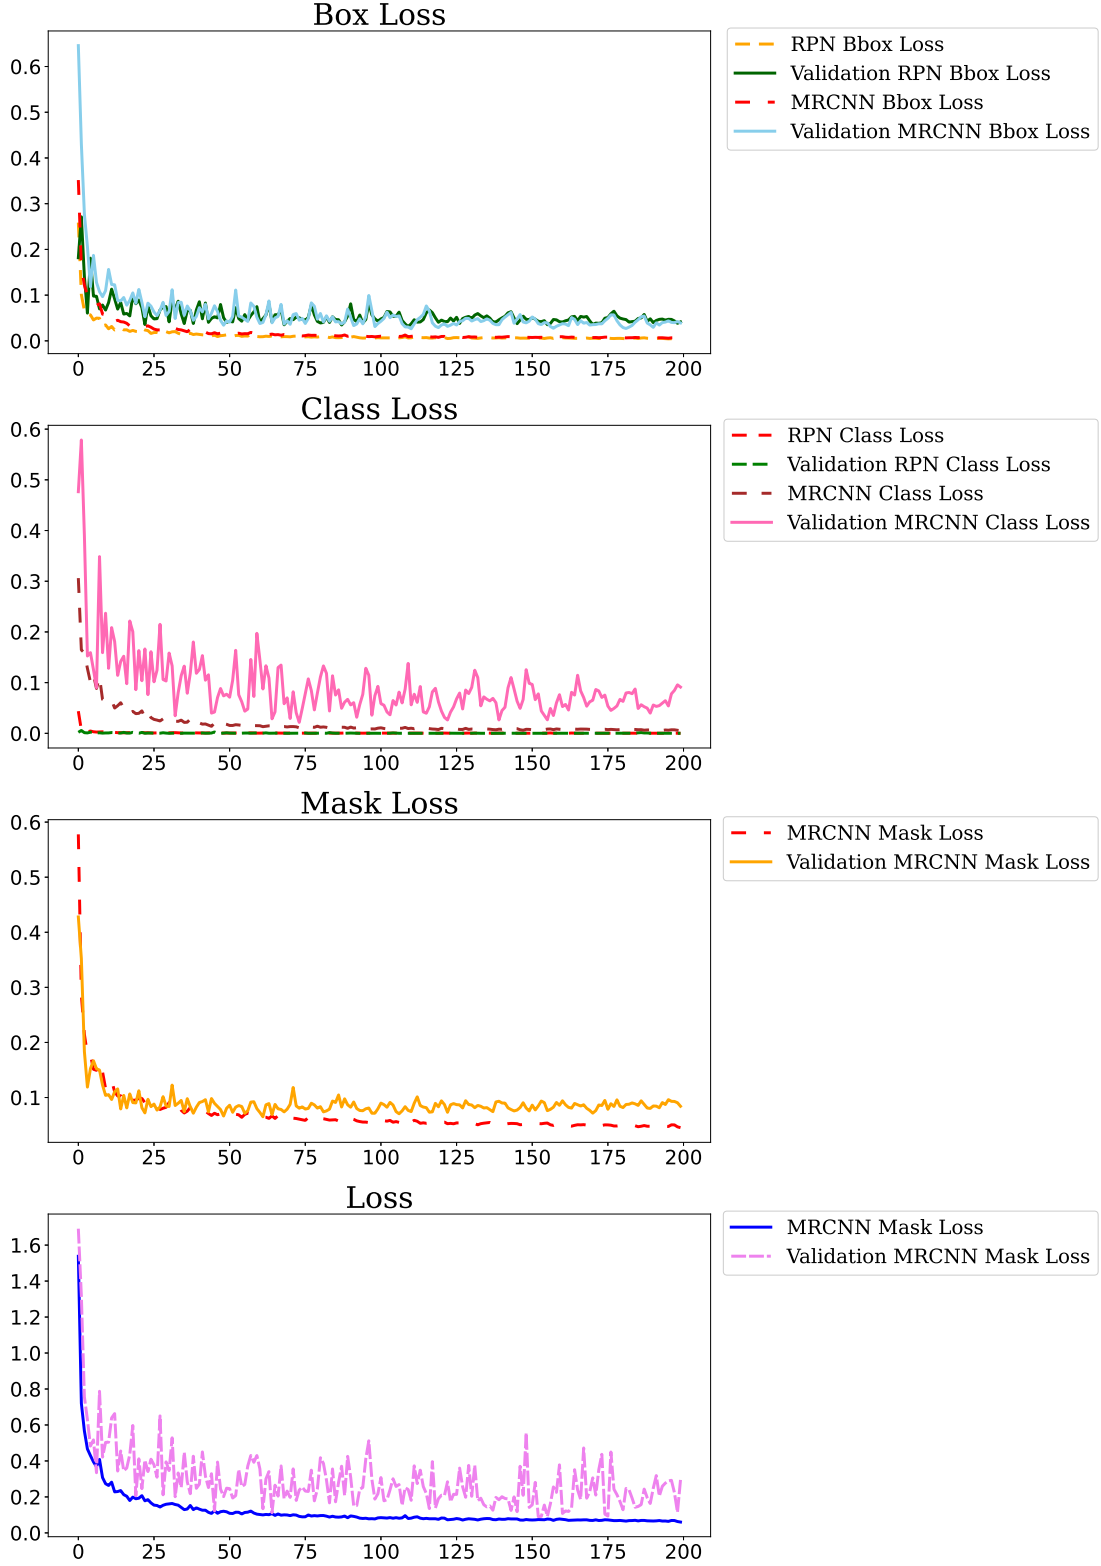 Box Loss
0.6
0.5
0.4
0.3
0.2
0.1
0.0
0 25 50 75 100 125 150 175 200
RPN Bbox Loss
Validation RPN Bbox Loss
MRCNN Bbox Loss
Validation MRCNN Bbox Loss
Class Loss
0.6
0.5
0.4
0.3
0.2
0.1
0.0
0 25 50 75 100 125 150 175 200
RPN Class Loss
Validation RPN Class Loss
MRCNN Class Loss
Validation MRCNN Class Loss
Mask Loss
0.6
0.5
0.4
0.3
0.2
0.1
0 25 50 75 100 125 150 175 200
MRCNN Mask Loss
Validation MRCNN Mask Loss
Loss
1.6
1.4
1.2
1.0
0.8
0.6
0.4
0.2
0.0
0 25 50 75 100 125 150 175 200
MRCNN Mask Loss
Validation MRCNN Mask Loss